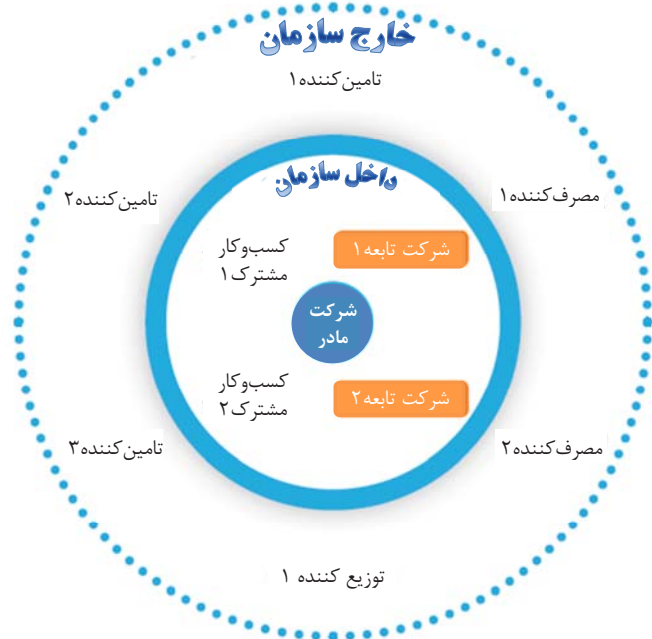 خارج سازمان
تامین‌کننده۱
داخل سازمان
مصرف‌کننده۱
تامین‌کننده۲
شرکت تابعه۱
کسب‌وکار
مشترک۱
شرکت
مادر
شرکت تابعه۲
کسب‌وکار
مشترک۲
مصرف‌کننده۲
تامین‌کننده۳
توزیع کننده ۱